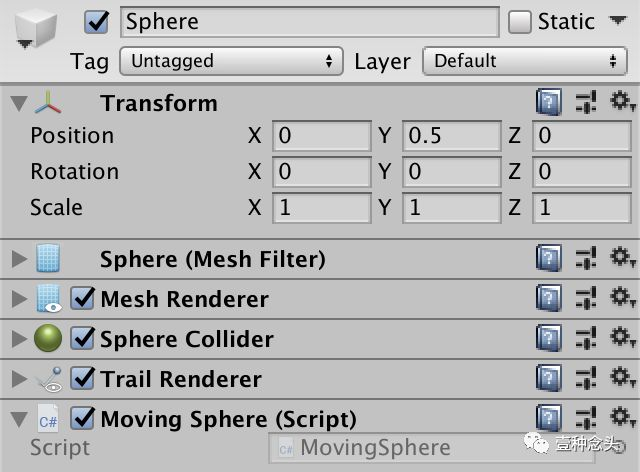 Sphere Static
Tag Untagged Layer Default
Transform
Position X 0 Y 0.5 Z 0
Rotation X 0 Y 0 Z 0
Scale X 1 Y 1 Z 1
Sphere (Mesh Filter)
Mesh Renderer
Sphere Collider
Trail Renderer
C# Moving Sphere (Script)
Script C# MovingSphere
壹种念头